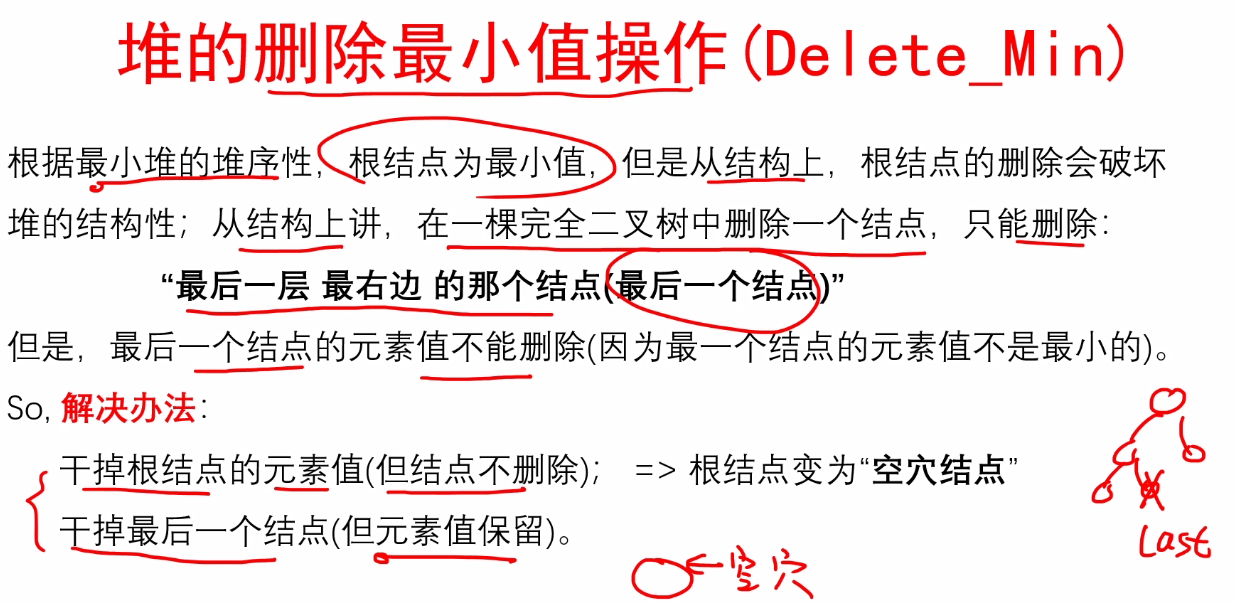 堆的删除最小值操作(Delete_Min)
根据最小堆的堆序性，根结点为最小值，但是从结构上，根结点的删除会破坏
堆的结构性；从结构上讲，在一棵完全二叉树中删除一个结点，只能删除：
“最后一层 最右边 的那个结点(最后一个结点)”
但是，最后一个结点的元素值不能删除(因为最一个结点的元素值不是最小的)。
So, 解决办法：
干掉根结点的元素值(但结点不删除)； => 根结点变为“空穴结点”
干掉最后一个结点(但元素值保留)。
Last
空穴